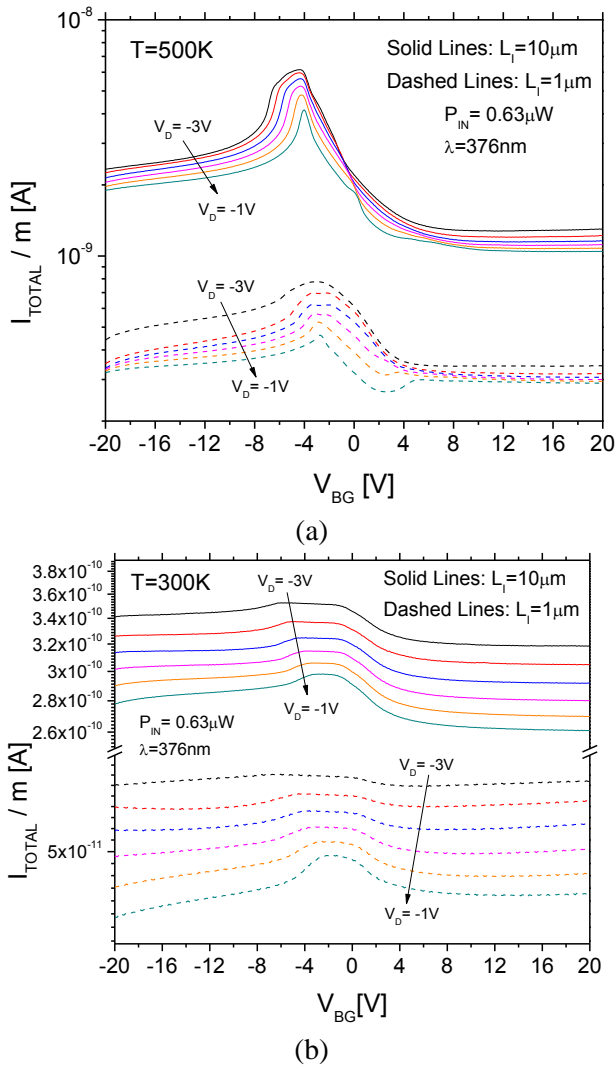 10⁻⁸
T=500K
Solid Lines: L_I=10μm
Dashed Lines: L_I=1μm
P_IN= 0.63μW
λ=376nm
V_D= -3V
V_D= -1V
10⁻⁹
V_D= -3V
V_D= -1V
I_TOTAL / m [A]
-20 -16 -12 -8 -4 0 4 8 12 16 20
V_BG [V]
(a)
3.8x10⁻¹⁰
3.6x10⁻¹⁰
3.4x10⁻¹⁰
3.2x10⁻¹⁰
3x10⁻¹⁰
2.8x10⁻¹⁰
2.6x10⁻¹⁰
5x10⁻¹¹
T=300K
V_D= -3V
Solid Lines: L_I=10μm
Dashed Lines: L_I=1μm
V_D= -1V
P_IN= 0.63μW
λ=376nm
V_D= -3V
V_D= -1V
I_TOTAL / m [A]
-20 -16 -12 -8 -4 0 4 8 12 16 20
V_BG[V]
(b)